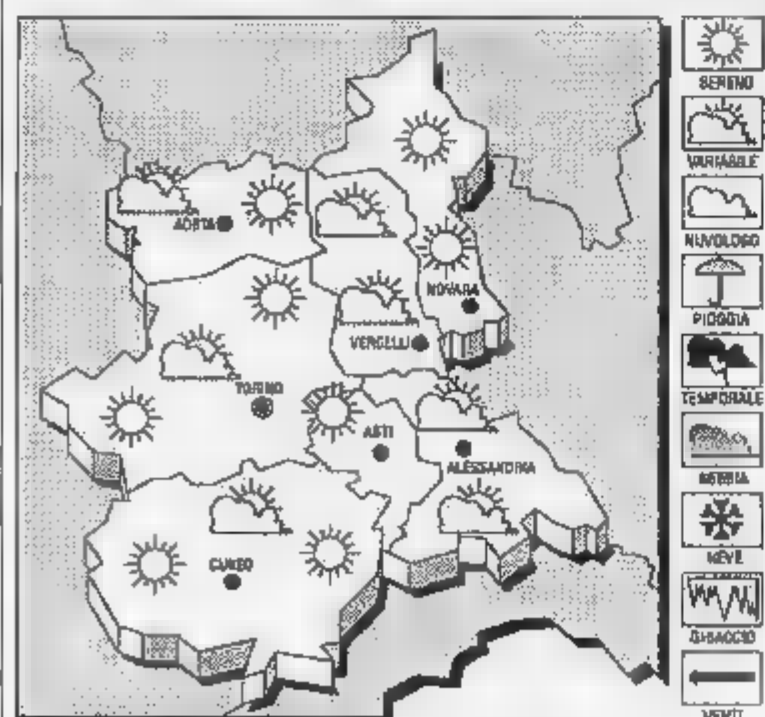 AOSTA
NOVARA
VERCELLI
TORINO
ASTI
ALESSANDRIA
CUNEO
SERENO
VARIABILE
NUVOLOSO
PIOGGIA
TEMPORALE
NEBBIA
NEVE
GHIACCIO
VENTI